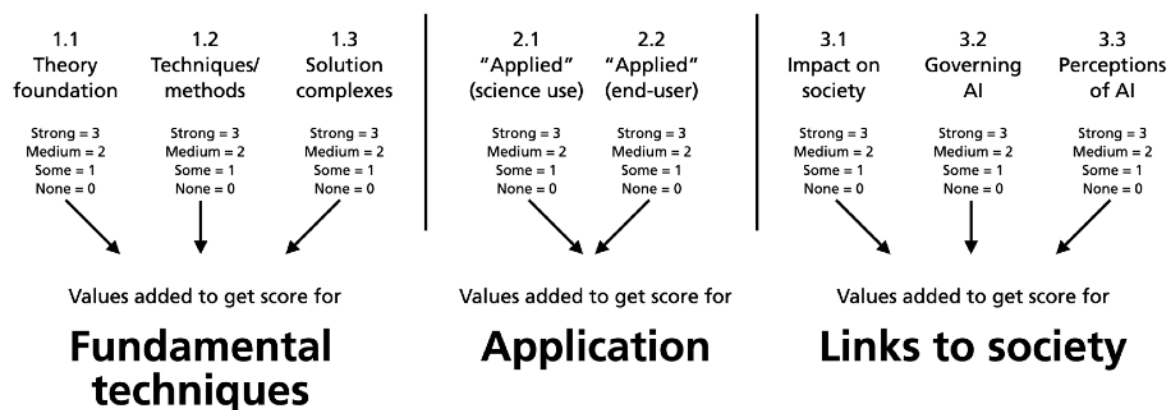 1.1
Theory
foundation
Strong = 3
Medium = 2
Some = 1
None = 0
1.2
Techniques/
methods
Strong = 3
Medium = 2
Some = 1
None = 0
1.3
Solution
complexes
Strong = 3
Medium = 2
Some = 1
None = 0
Values added to get score for
Fundamental
techniques
2.1
“Applied”
(science use)
Strong = 3
Medium = 2
Some = 1
None = 0
2.2
“Applied”
(end-user)
Strong = 3
Medium = 2
Some = 1
None = 0
Values added to get score for
Application
3.1
Impact on
society
Strong = 3
Medium = 2
Some = 1
None = 0
3.2
Governing
AI
Strong = 3
Medium = 2
Some = 1
None = 0
3.3
Perceptions
of AI
Strong = 3
Medium = 2
Some = 1
None = 0
Values added to get score for
Links to society